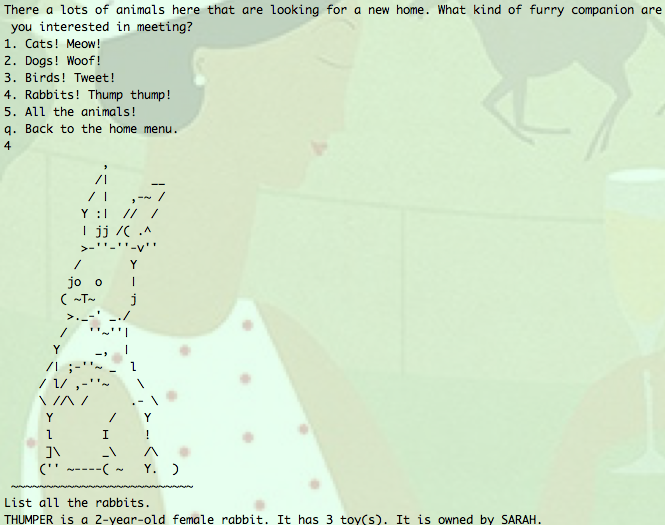 There a lots of animals here that are looking for a new home. What kind of furry companion are
you interested in meeting?
1. Cats! Meow!
2. Dogs! Woof!
3. Birds! Tweet!
4. Rabbits! Thump thump!
5. All the animals!
q. Back to the home menu.
4
List all the rabbits.
THUMPER is a 2-year-old female rabbit. It has 3 toy(s). It is owned by SARAH.